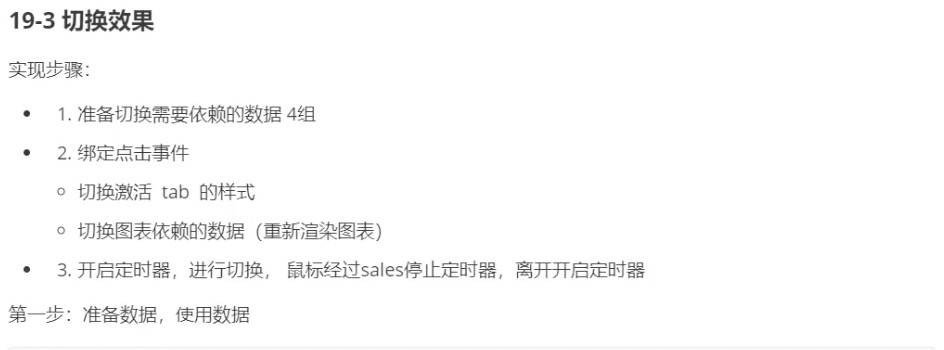 19-3 切换效果
实现步骤：
1. 准备切换需要依赖的数据 4组
2. 绑定点击事件
切换激活 tab 的样式
切换图表依赖的数据（重新渲染图表）
3. 开启定时器，进行切换， 鼠标经过sales停止定时器，离开开启定时器
第一步：准备数据，使用数据